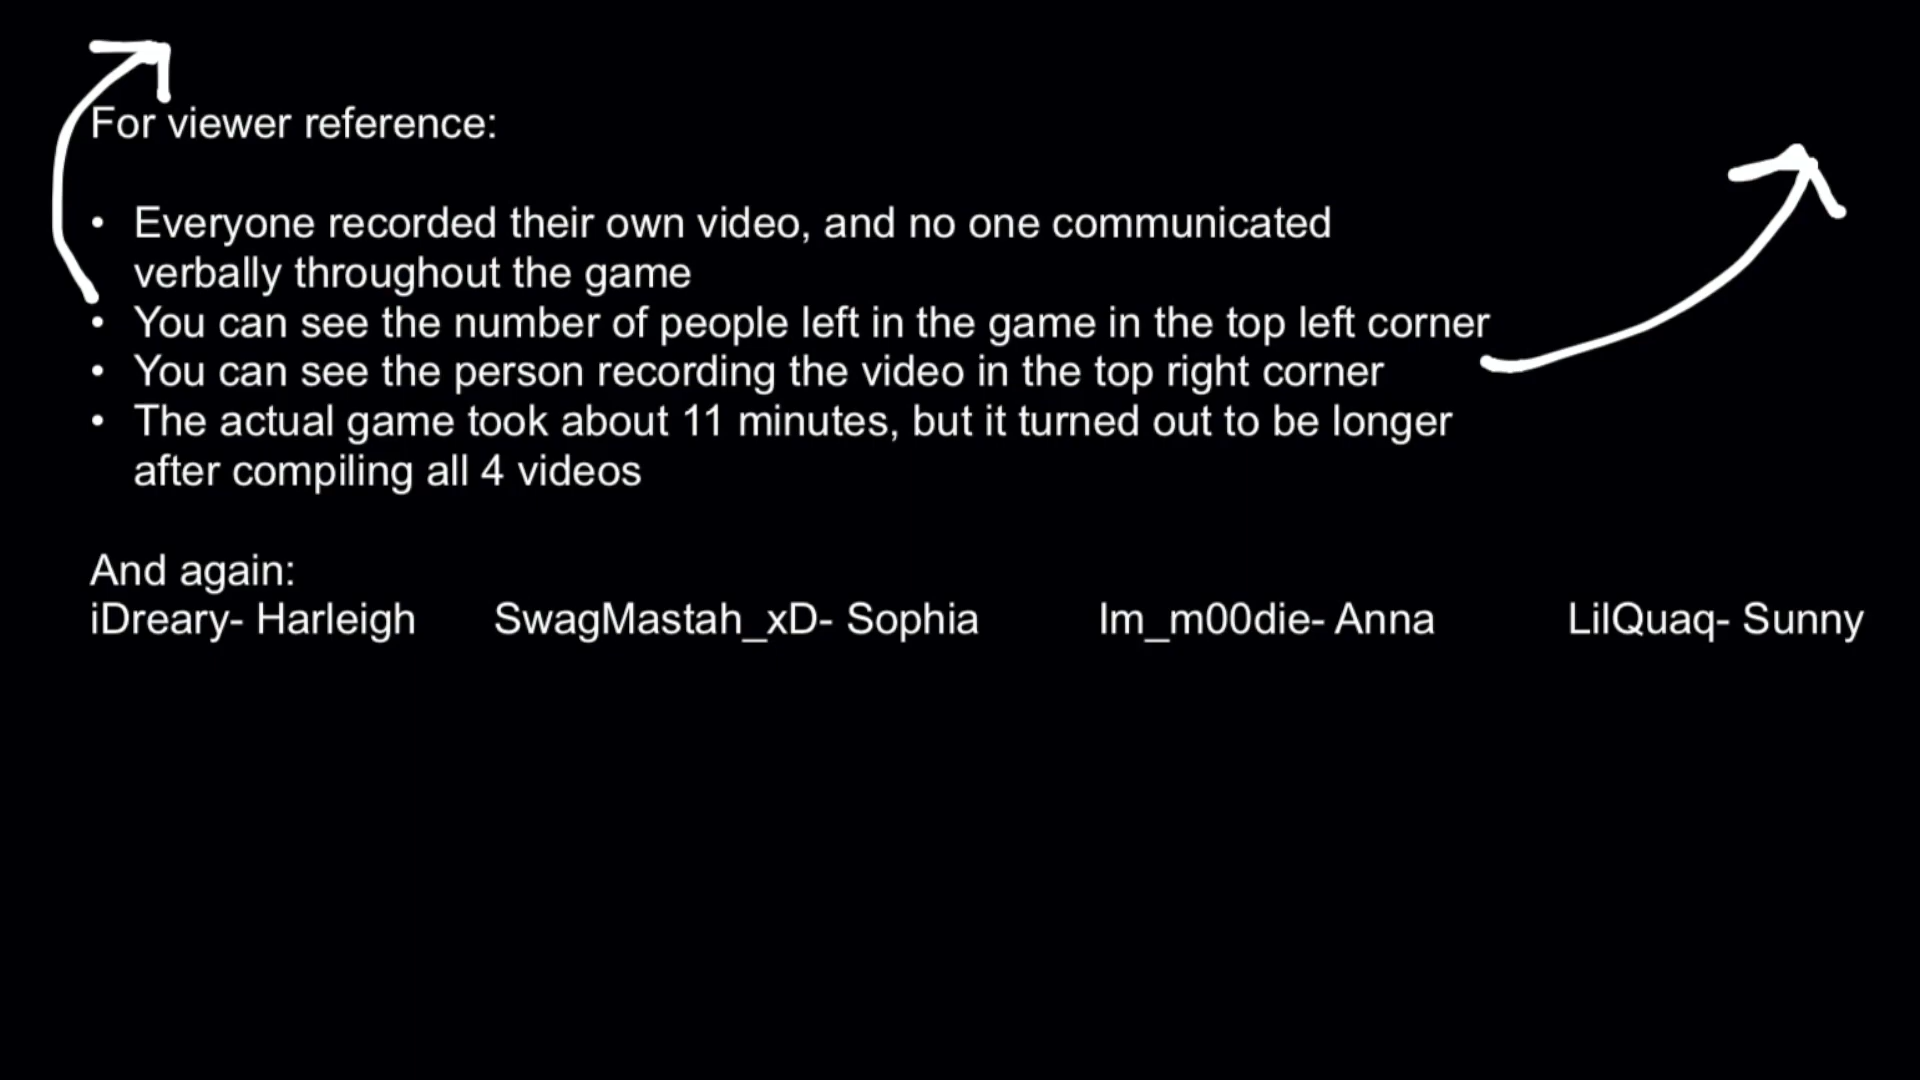 For viewer reference:
• Everyone recorded their own video, and no one communicated
verbally throughout the game
• You can see the number of people left in the game in the top left corner
• You can see the person recording the video in the top right corner
• The actual game took about 11 minutes, but it turned out to be longer
after compiling all 4 videos
And again:
iDreary- Harleigh SwagMastah_xD- Sophia Im_m00die- Anna LilQuaq- Sunny